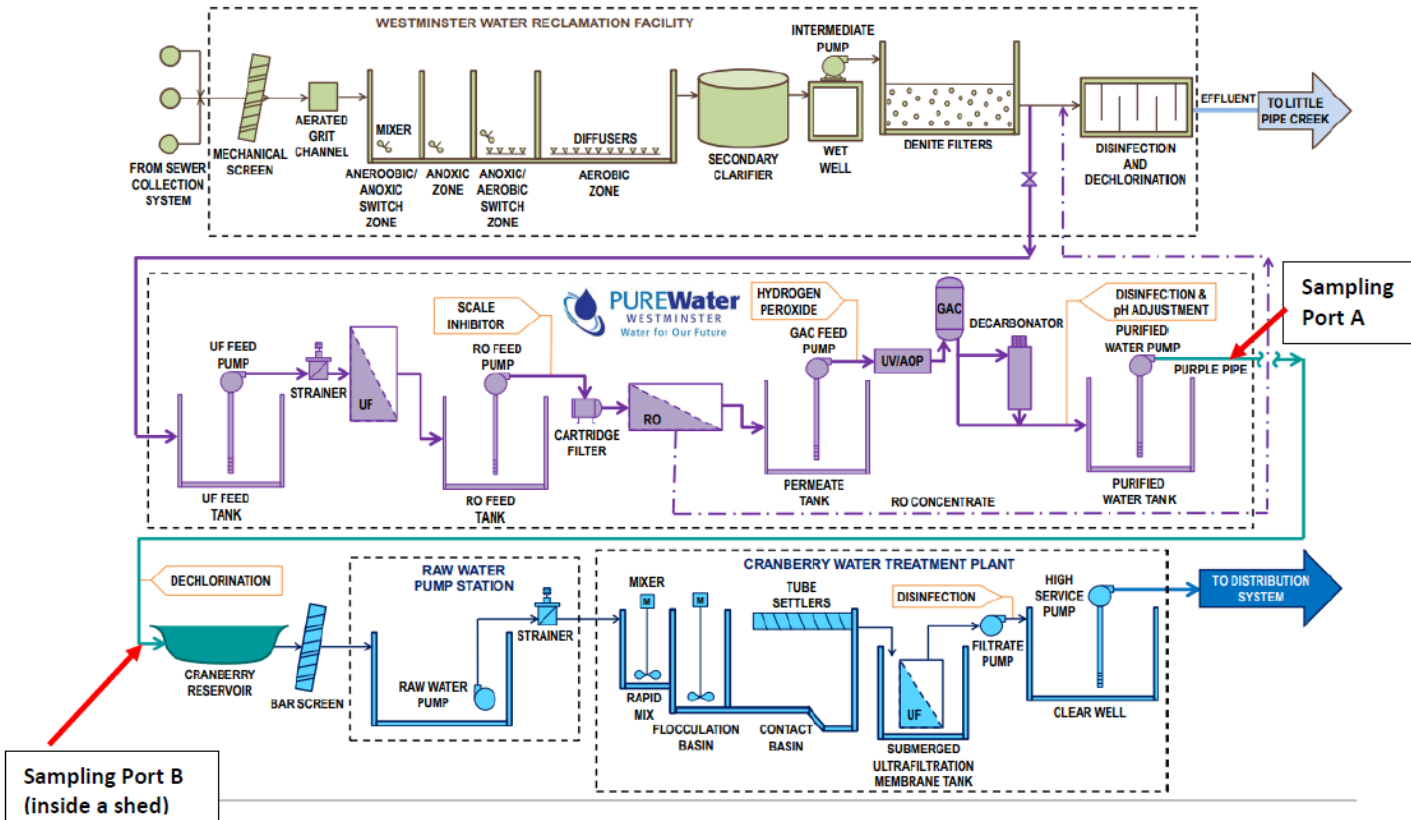 WESTMINSTER WATER RECLAMATION FACILITY
FROM SEWER
COLLECTION
SYSTEM
MECHANICAL
SCREEN
AERATED
GRIT
CHANNEL
MIXER
ANEROOBIC/
ANOXIC
SWITCH
ZONE
ANOXIC
ZONE
ANOXIC/
AEROBIC
SWITCH
ZONE
DIFFUSERS
AEROBIC
ZONE
SECONDARY
CLARIFIER
INTERMEDIATE
PUMP
WET
WELL
DENITE FILTERS
DISINFECTION
AND
DECHLORINATION
EFFLUENT
TO LITTLE
PIPE CREEK
PUREWater
WESTMINSTER
Water for Our Future
UF FEED
PUMP
STRAINER
UF
UF FEED
TANK
SCALE
INHIBITOR
RO FEED
PUMP
RO FEED
TANK
CARTRIDGE
FILTER
RO
HYDROGEN
PEROXIDE
GAC FEED
PUMP
PERMEATE
TANK
UV/AOP
GAC
DECARBONATOR
RO CONCENTRATE
DISINFECTION &
pH ADJUSTMENT
PURIFIED
WATER PUMP
PURIFIED
WATER TANK
PURPLE PIPE
Sampling
Port A
DECHLORINATION
CRANBERRY
RESERVOIR
BAR SCREEN
RAW WATER
PUMP STATION
RAW WATER
PUMP
STRAINER
CRANBERRY WATER TREATMENT PLANT
MIXER
M
M
RAPID
MIX
FLOCCULATION
BASIN
TUBE
SETTLERS
CONTACT
BASIN
UF
SUBMERGED
ULTRAFILTRATION
MEMBRANE TANK
DISINFECTION
FILTRATE
PUMP
HIGH
SERVICE
PUMP
CLEAR WELL
TO DISTRIBUTION
SYSTEM
Sampling Port B
(inside a shed)